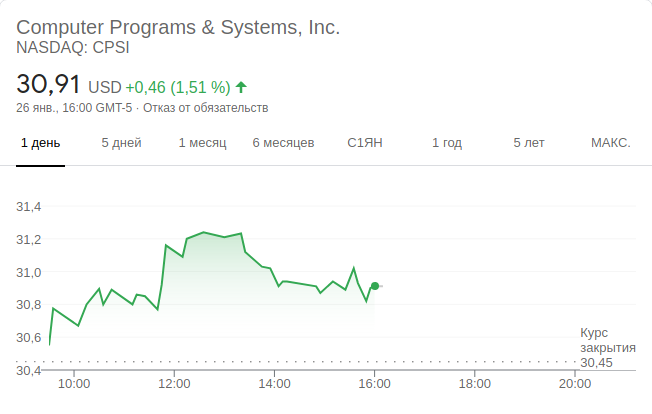 Computer Programs & Systems, Inc.
NASDAQ: CPSI
30,91 USD +0,46 (1,51 %)
26 янв., 16:00 GMT-5 · Отказ от обязательств
1 день 5 дней 1 месяц 6 месяцев С1ЯН 1 год 5 лет МАКС.
31,4
31,2
31,0
30,8
30,6
30,4
Курс
закрытия
30,45
10:00 12:00 14:00 16:00 18:00 20:00